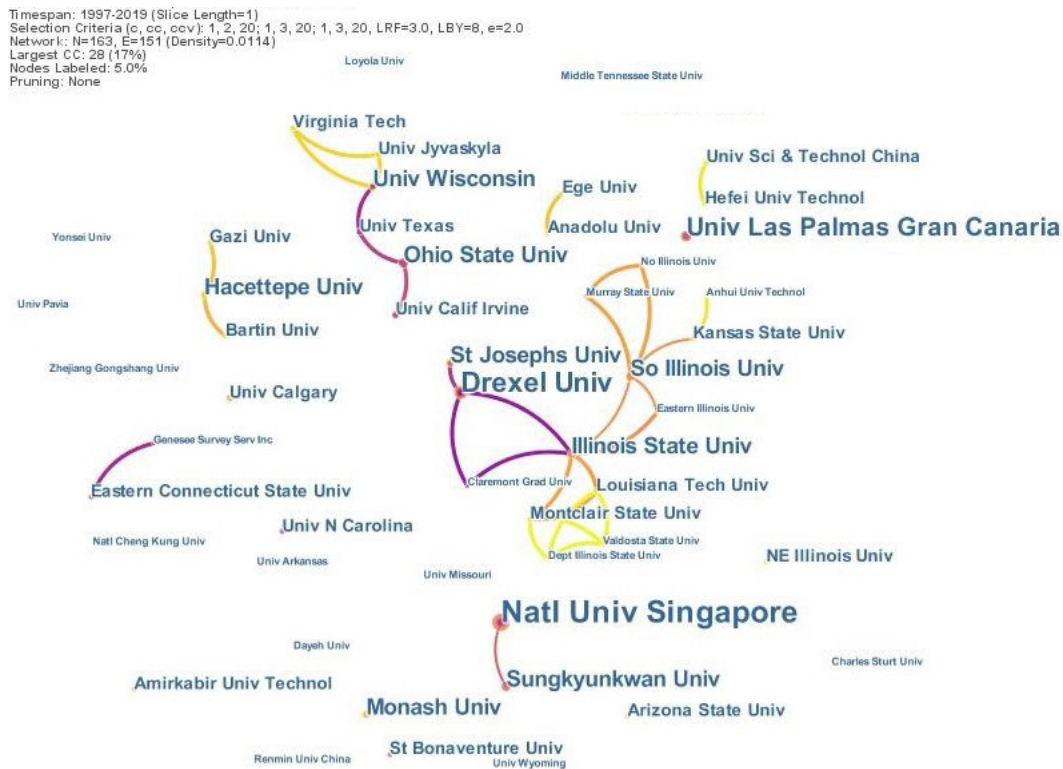 Timespan: 1997-2019 (Slice Length=1)
Selection Criteria (c, cc, ccv): 1, 2, 20; 1, 3, 20; 1, 3, 20, LRF=3.0, LBY=8, e=2.0
Network: N=163, E=151 (Density=0.0114)
Largest CC: 28 (17%)
Nodes Labeled: 5.0%
Pruning: None
Loyola Univ
Middle Tennessee State Univ
Virginia Tech
Univ Jyvaskyla
Univ Sci & Technol China
Univ Wisconsin
Ege Univ
Hefei Univ Technol
Univ Texas
Anadolu Univ
Univ Las Palmas Gran Canaria
Yonsei Univ
Gazi Univ
Ohio State Univ
No Illinois Univ
Hacettepe Univ
Murray State Univ
Anhui Univ Technol
Univ Pavia
Univ Calif Irvine
Bartin Univ
Kansas State Univ
St Josephs Univ
Zhejiang Gongshang Univ
So Illinois Univ
Drexel Univ
Univ Calgary
Eastern Illinois Univ
Genesee Survey Serv Inc
Illinois State Univ
Claremont Grad Univ
Louisiana Tech Univ
Eastern Connecticut State Univ
Montclair State Univ
Univ N Carolina
Natl Cheng Kung Univ
Valdosta State Univ
Dept Illinois State Univ
NE Illinois Univ
Univ Arkansas
Univ Missouri
Natl Univ Singapore
Dayeh Univ
Charles Sturt Univ
Sungkyunkwan Univ
Amirkabir Univ Technol
Monash Univ
Arizona State Univ
St Bonaventure Univ
Renmin Univ China
Univ Wyoming